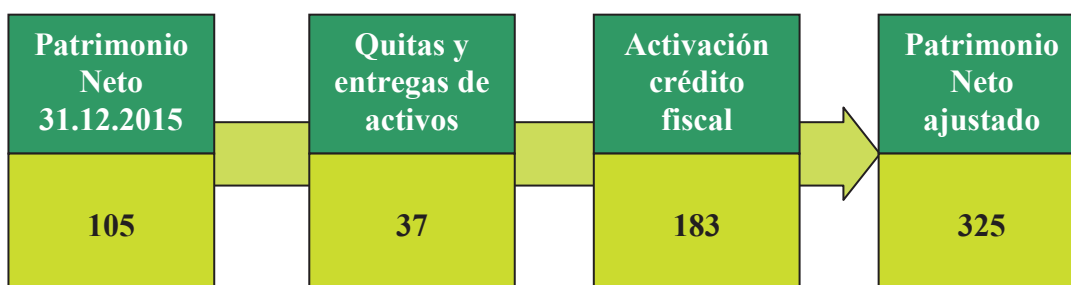 Patrimonio
Neto
31.12.2015
105
Quitas y
entregas de
activos
37
Activación
crédito
fiscal
183
Patrimonio
Neto
ajustado
325